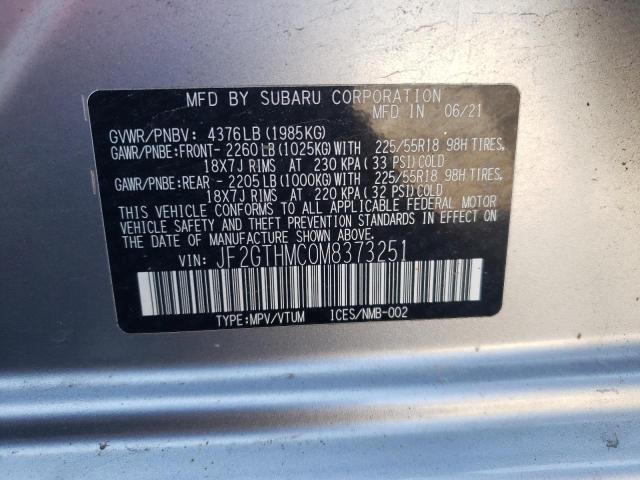 MFD BY SUBARU CORPORATION
MFD IN 06/21
GVWR/PNBV: 4376LB(1985KG)
GAWR/PNBE:FRONT- 2260LB(1025KG)WITH 225/55R18 98H TIRES,
18X7J RIMS AT 230 KPA(33 PSI)COLD
GAWR/PNBE:REAR - 2205LB(1000KG)WITH 225/55R18 98H TIRES,
18X7J RIMS AT 220 KPA(32 PSI)COLD
THIS VEHICLE CONFORMS TO ALL APPLICABLE FEDERAL MOTOR
VEHICLE SAFETY AND THEFT PREVENTION STANDARDS IN EFFECT
ON THE DATE OF MANUFACTURE SHOWN ABOVE.
VIN: JF2GTHMC0M8373251
TYPE:MPV/VTUM ICES/NMB-002